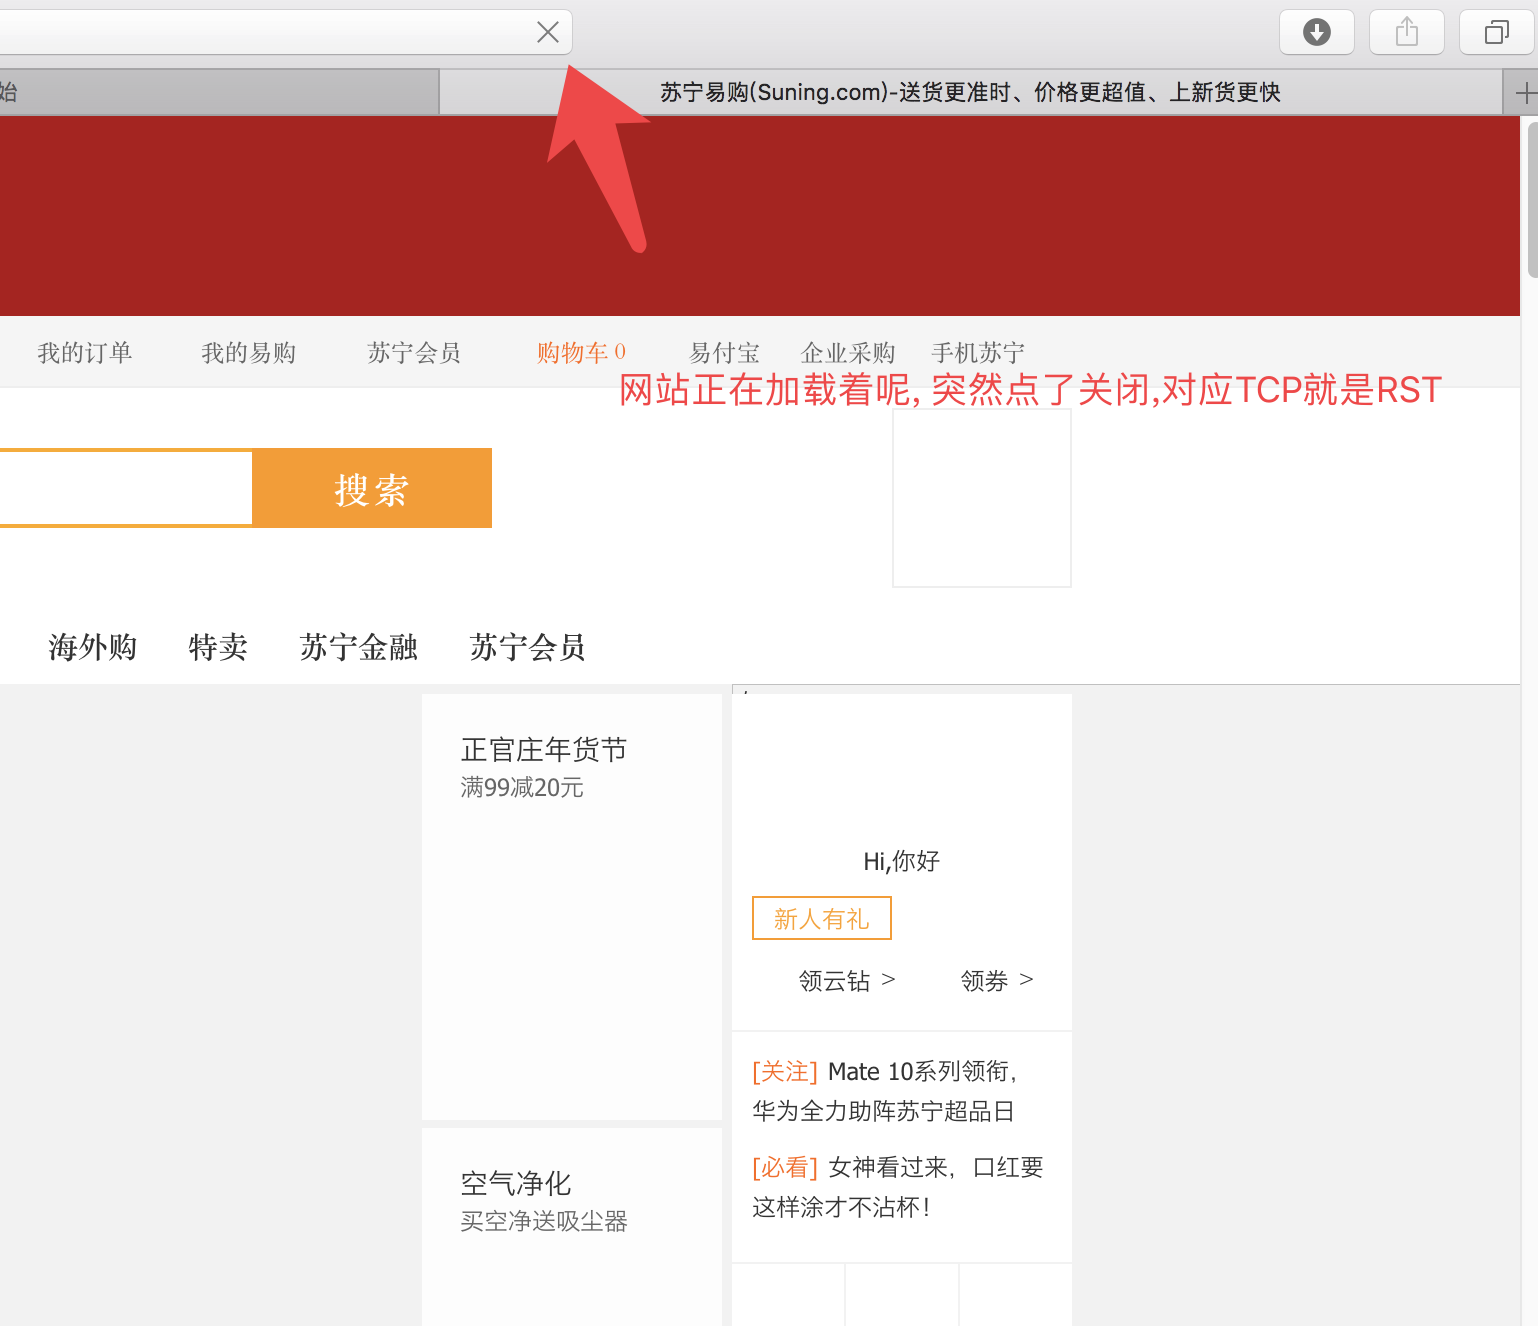 始
苏宁易购(Suning.com)-送货更准时、价格更超值、上新货更快
我的订单 我的易购 苏宁会员 购物车 0 易付宝 企业采购 手机苏宁
网站正在加载着呢, 突然点了关闭,对应TCP就是RST
搜索
海外购 特卖 苏宁金融 苏宁会员
正官庄年货节
满99减20元
Hi,你好
新人有礼
领云钻 > 领券 >
[关注] Mate 10系列领衔，
华为全力助阵苏宁超品日
[必看] 女神看过来，口红要
这样涂才不沾杯！
空气净化
买空净送吸尘器